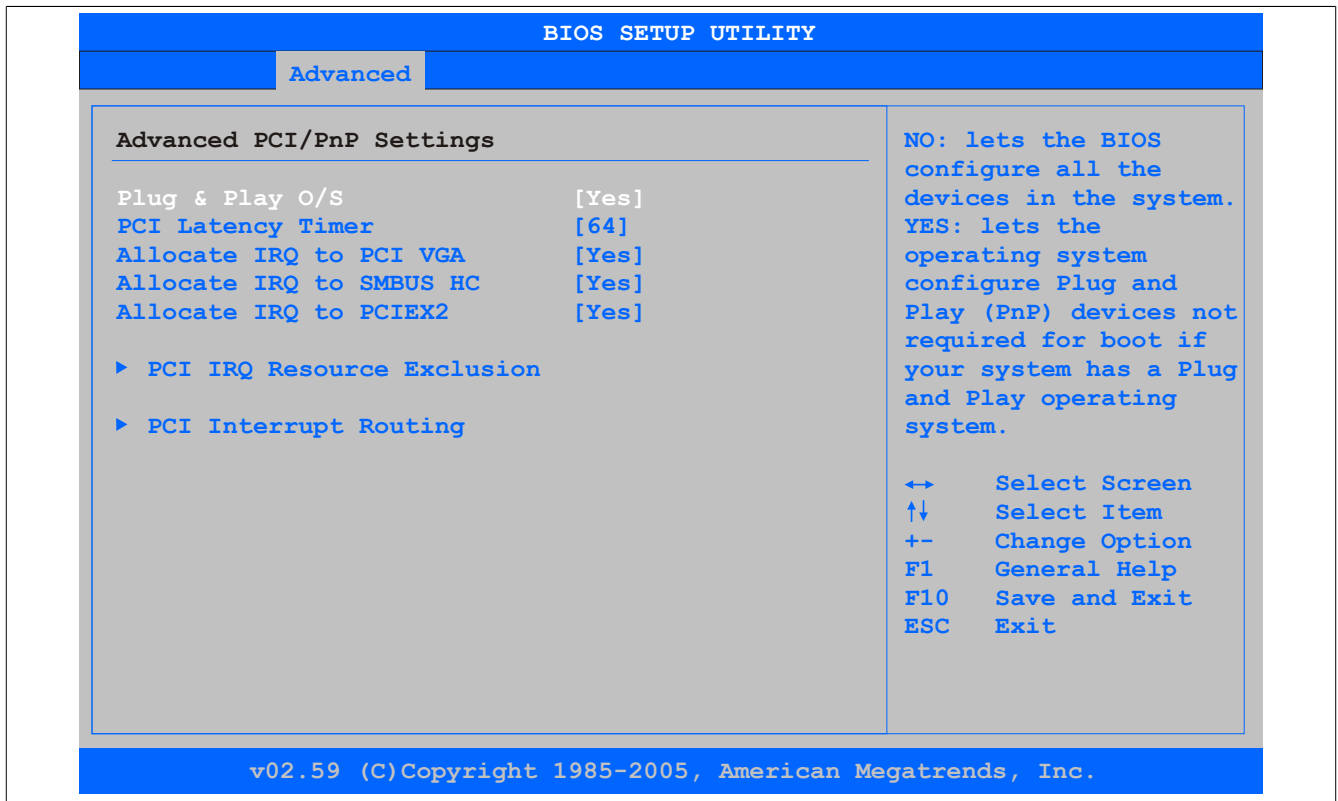 BIOS SETUP UTILITY
Advanced
Advanced PCI/PnP Settings
Plug & Play O/S [Yes]
PCI Latency Timer [64]
Allocate IRQ to PCI VGA [Yes]
Allocate IRQ to SMBUS HC [Yes]
Allocate IRQ to PCIEX2 [Yes]
▶ PCI IRQ Resource Exclusion
▶ PCI Interrupt Routing
NO: lets the BIOS
configure all the
devices in the system.
YES: lets the
operating system
configure Plug and
Play (PnP) devices not
required for boot if
your system has a Plug
and Play operating
system.
↔ Select Screen
↑↓ Select Item
+- Change Option
F1 General Help
F10 Save and Exit
ESC Exit
v02.59 (C)Copyright 1985-2005, American Megatrends, Inc.